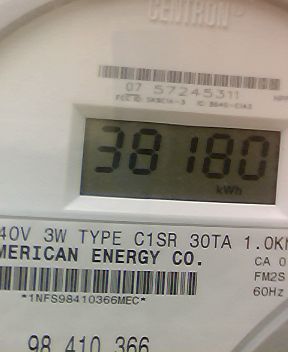 CENTRON
07 57245311
38180
kWh
40V 3W TYPE C1SR 30TA 1.0K
MERICAN ENERGY CO.
CA 0
FM2S
60Hz
*1NFS98410366MEC*
98 410 366